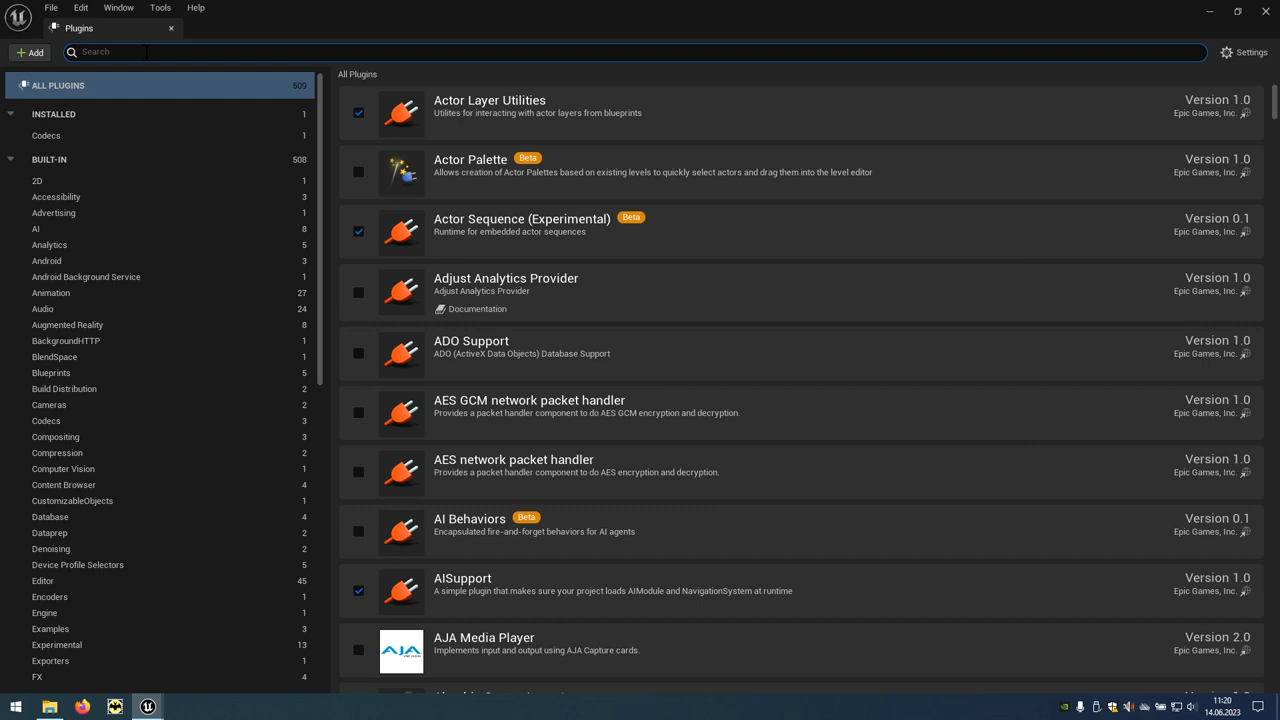 File Edit Window Tools Help
Plugins
Add Search Settings
ALL PLUGINS 509
INSTALLED 1
Codecs 1
BUILT-IN 508
2D 1
Accessibility 3
Advertising 1
AI 8
Analytics 5
Android 3
Android Background Service 1
Animation 27
Audio 24
Augmented Reality 8
BackgroundHTTP 1
BlendSpace 1
Blueprints 5
Build Distribution 2
Cameras 2
Codecs 3
Compositing 3
Compression 2
Computer Vision 1
Content Browser 4
CustomizableObjects 1
Database 4
Dataprep 2
Denoising 2
Device Profile Selectors 5
Editor 45
Encoders 1
Engine 1
Examples 3
Experimental 13
Exporters 1
FX 4
All Plugins
Actor Layer Utilities Version 1.0
Utilites for interacting with actor layers from blueprints Epic Games, Inc.
Actor Palette Beta Version 1.0
Allows creation of Actor Palettes based on existing levels to quickly select actors and drag them into the level editor Epic Games, Inc.
Actor Sequence (Experimental) Beta Version 0.1
Runtime for embedded actor sequences Epic Games, Inc.
Adjust Analytics Provider Version 1.0
Adjust Analytics Provider Epic Games, Inc.
Documentation
ADO Support Version 1.0
ADO (ActiveX Data Objects) Database Support Epic Games, Inc.
AES GCM network packet handler Version 1.0
Provides a packet handler component to do AES GCM encryption and decryption. Epic Games, Inc.
AES network packet handler Version 1.0
Provides a packet handler component to do AES encryption and decryption. Epic Games, Inc.
AI Behaviors Beta Version 0.1
Encapsulated fire-and-forget behaviors for AI agents Epic Games, Inc.
AISupport Version 1.0
A simple plugin that makes sure your project loads AIModule and NavigationSystem at runtime Epic Games, Inc.
AJA
AJA Media Player Version 2.0
Implements input and output using AJA Capture cards. Epic Games, Inc.
11:20
14.06.2023